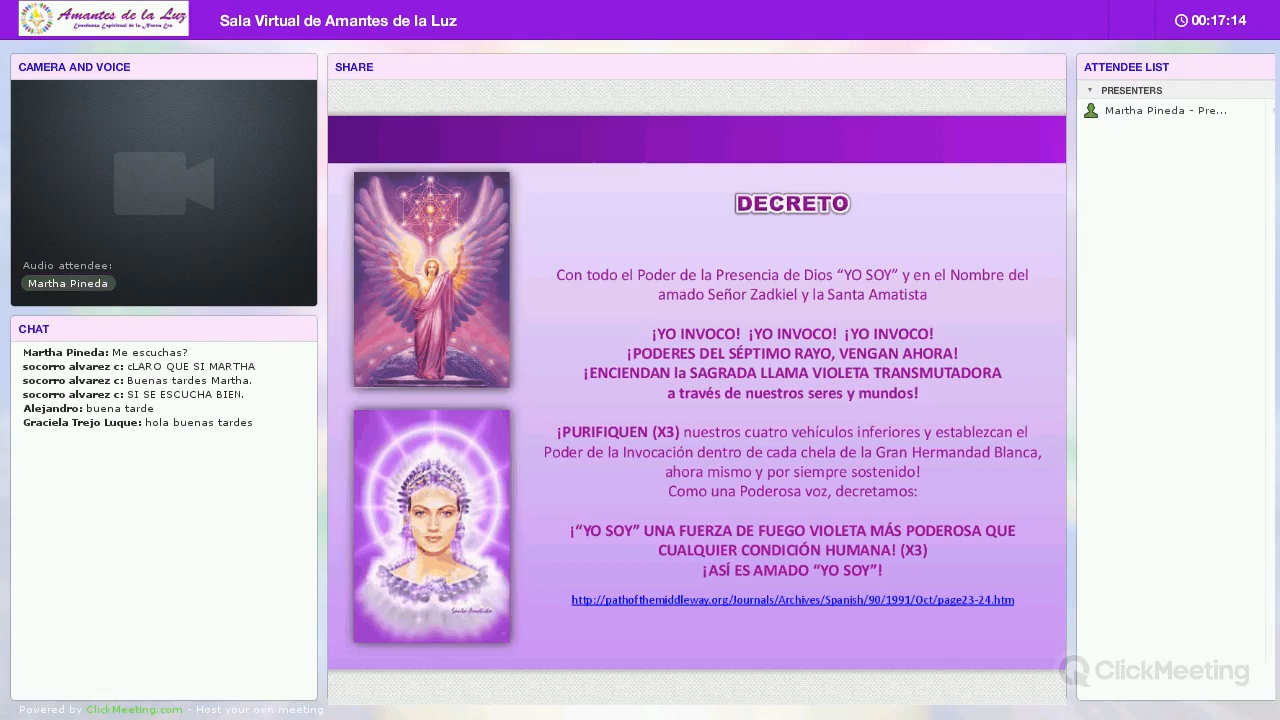 Amantes de la Luz
Enseñanza Espiritual de la Nueva Era
Sala Virtual de Amantes de la Luz
00:17:14
CAMERA AND VOICE
Audio attendee:
Martha Pineda
CHAT
Martha Pineda: Me escuchas?
socorro alvarez c: cLARO QUE SI MARTHA
socorro alvarez c: Buenas tardes Martha.
socorro alvarez c: SI SE ESCUCHA BIEN.
Alejandro: buena tarde
Graciela Trejo Luque: hola buenas tardes
SHARE
DECRETO
Con todo el Poder de la Presencia de Dios “YO SOY” y en el Nombre del
amado Señor Zadkiel y la Santa Amatista
¡YO INVOCO! ¡YO INVOCO! ¡YO INVOCO!
¡PODERES DEL SÉPTIMO RAYO, VENGAN AHORA!
¡ENCIENDAN la SAGRADA LLAMA VIOLETA TRANSMUTADORA
a través de nuestros seres y mundos!
¡PURIFIQUEN (X3) nuestros cuatro vehículos inferiores y establezcan el
Poder de la Invocación dentro de cada chela de la Gran Hermandad Blanca,
ahora mismo y por siempre sostenido!
Como una Poderosa voz, decretamos:
¡“YO SOY” UNA FUERZA DE FUEGO VIOLETA MÁS PODEROSA QUE
CUALQUIER CONDICIÓN HUMANA! (X3)
¡ASÍ ES AMADO “YO SOY”!
http://pathofthemiddleway.org/Journals/Archives/Spanish/90/1991/Oct/page23-24.htm
Santa Amatista
ATTENDEE LIST
PRESENTERS
Martha Pineda - Pre...
ClickMeeting
Powered by ClickMeeting.com - Host your own meeting